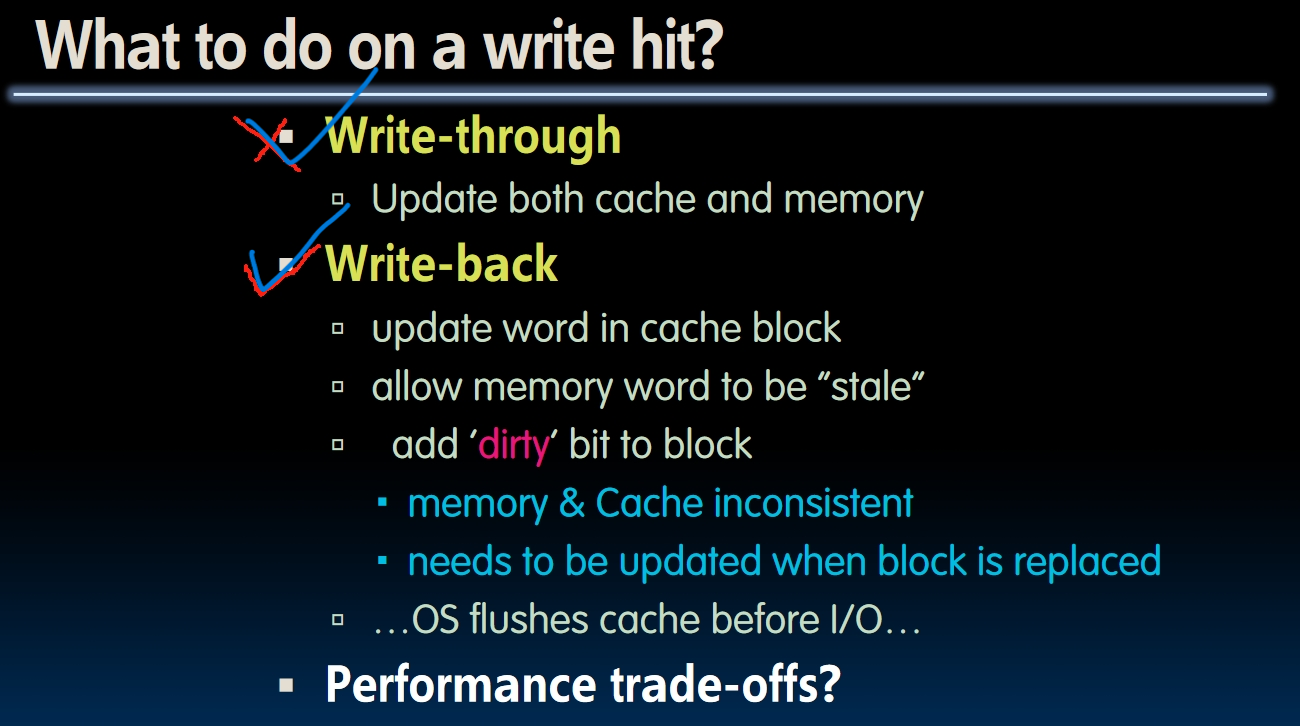 What to do on a write hit?
Write-through
Update both cache and memory
Write-back
update word in cache block
allow memory word to be “stale”
add ‘dirty’ bit to block
memory & Cache inconsistent
needs to be updated when block is replaced
…OS flushes cache before I/O…
Performance trade-offs?